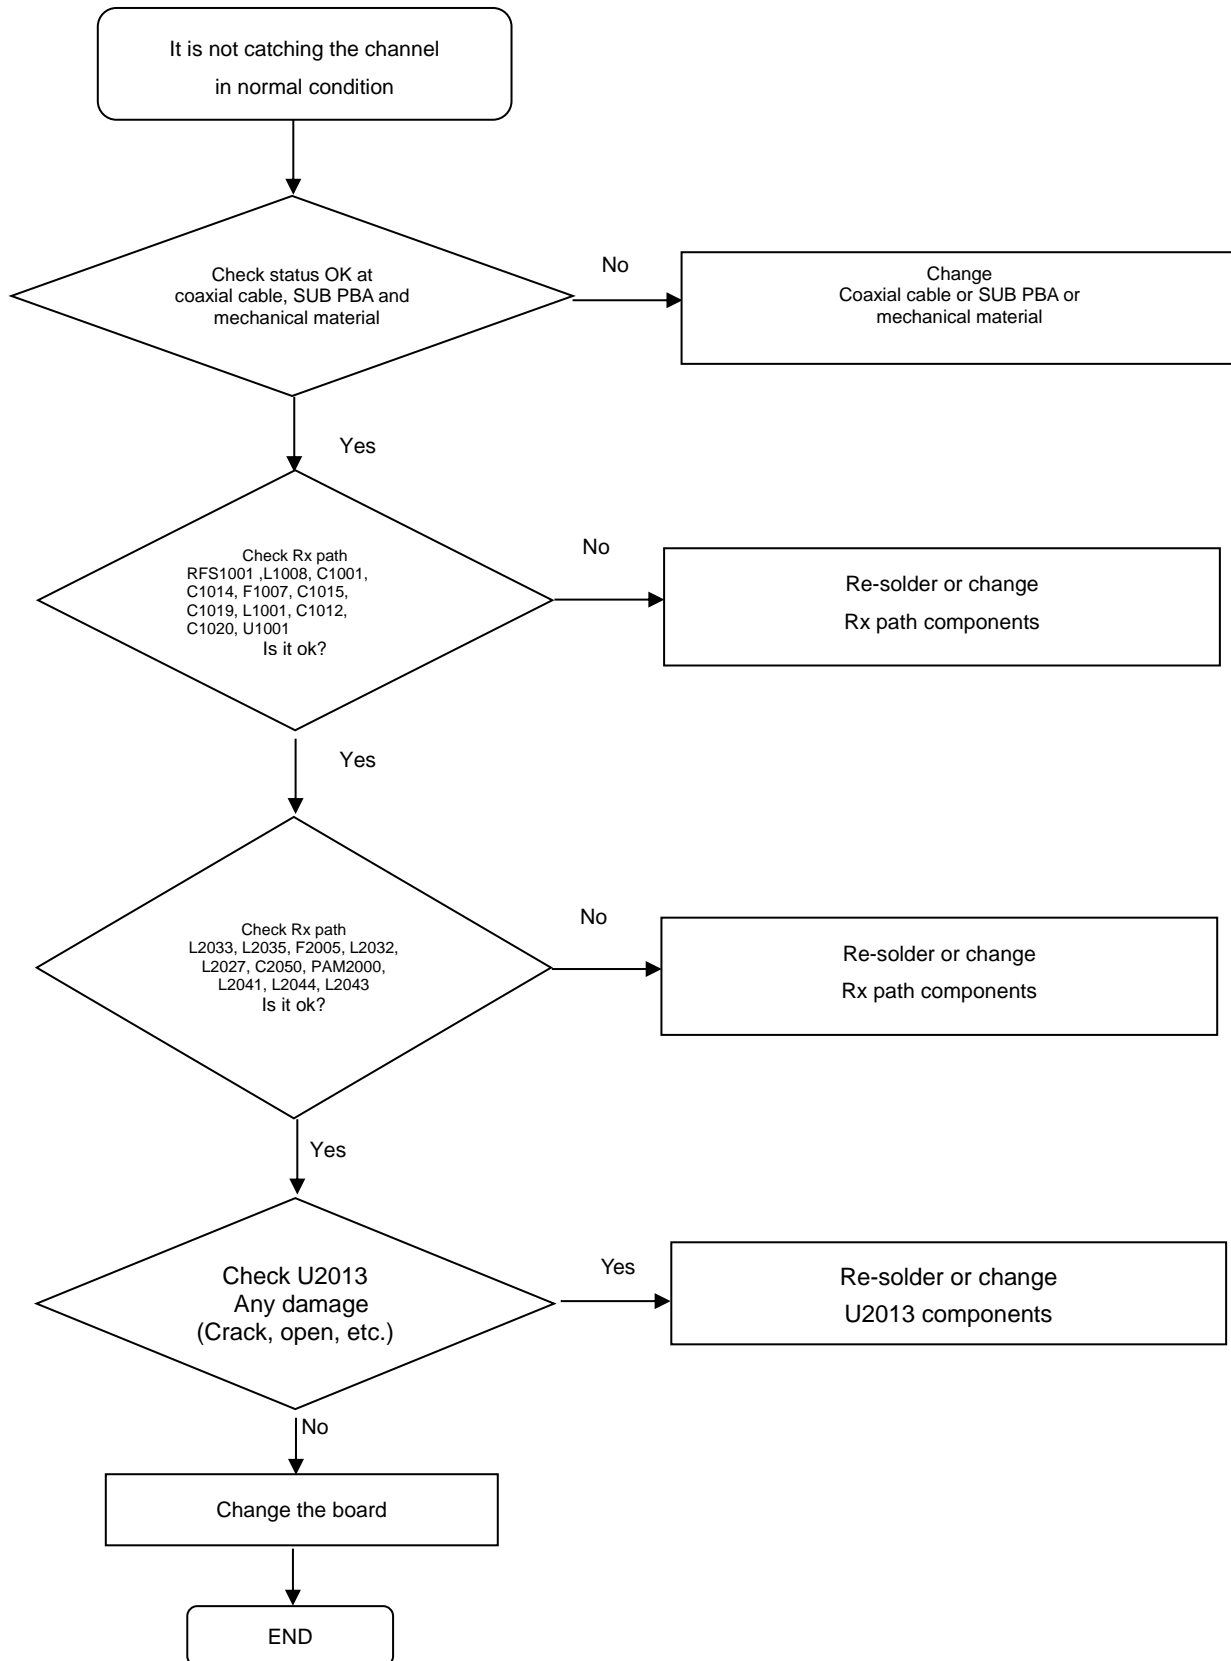 It is not catching the channel
in normal condition
Check status OK at
coaxial cable, SUB PBA and
mechanical material
No
Change
Coaxial cable or SUB PBA or
mechanical material
Yes
Check Rx path
RFS1001 ,L1008, C1001,
C1014, F1007, C1015,
C1019, L1001, C1012,
C1020, U1001
Is it ok?
No
Re-solder or change
Rx path components
Yes
Check Rx path
L2033, L2035, F2005, L2032,
L2027, C2050, PAM2000,
L2041, L2044, L2043
Is it ok?
No
Re-solder or change
Rx path components
Yes
Check U2013
Any damage
(Crack, open, etc.)
Yes
Re-solder or change
U2013 components
No
Change the board
END